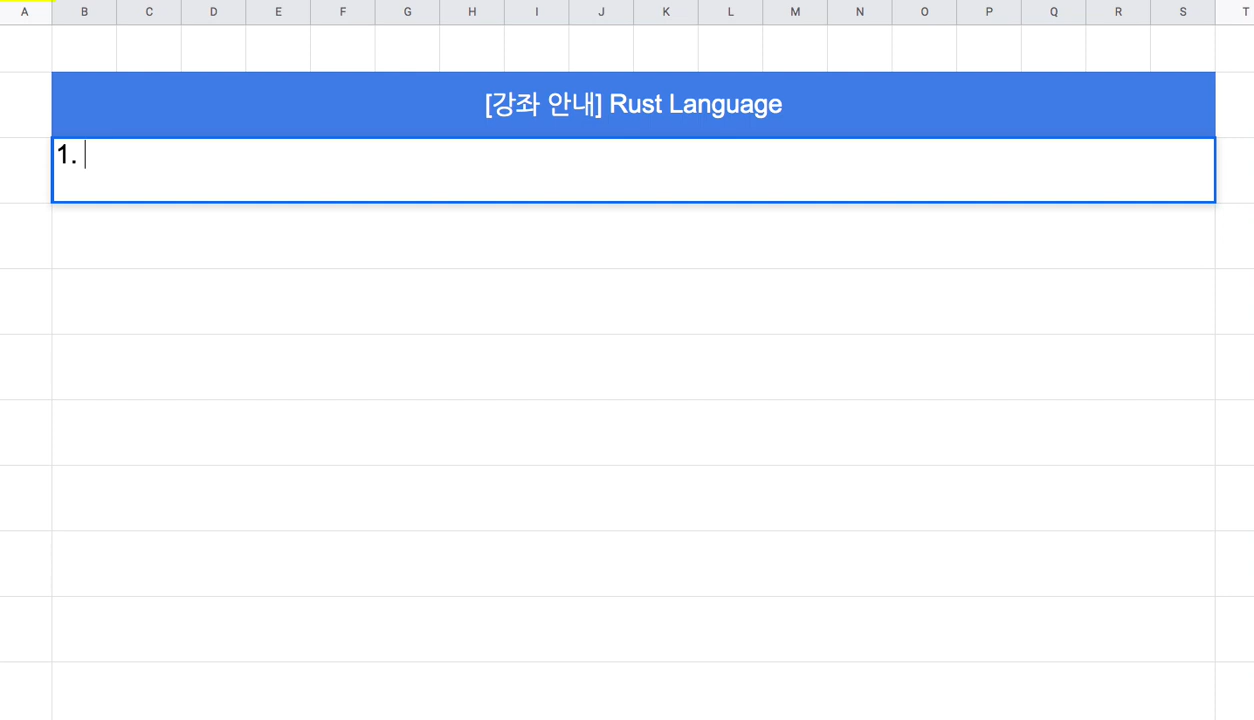 A B C D E F G H I J K L M N O P Q R S T
[강좌 안내] Rust Language
1.